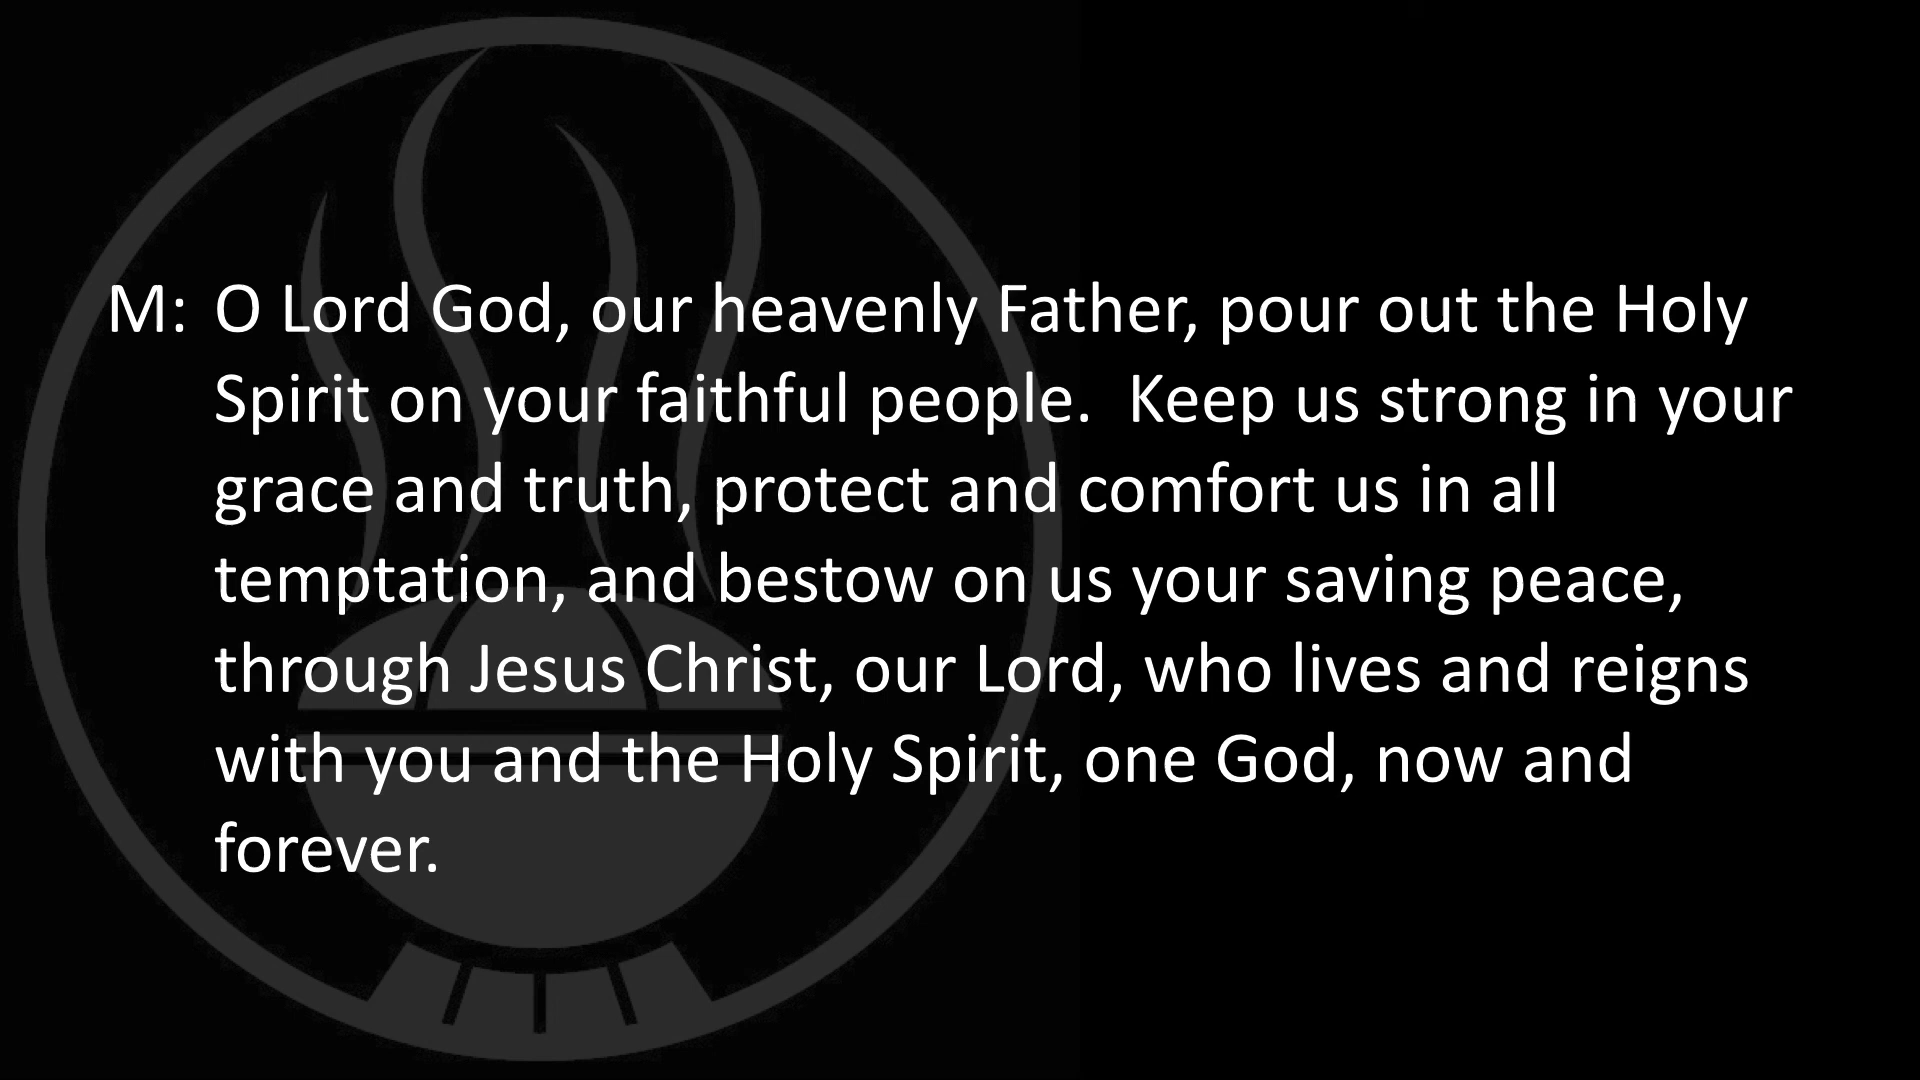 M: O Lord God, our heavenly Father, pour out the Holy
Spirit on your faithful people.  Keep us strong in your
grace and truth, protect and comfort us in all
temptation, and bestow on us your saving peace,
through Jesus Christ, our Lord, who lives and reigns
with you and the Holy Spirit, one God, now and
forever.